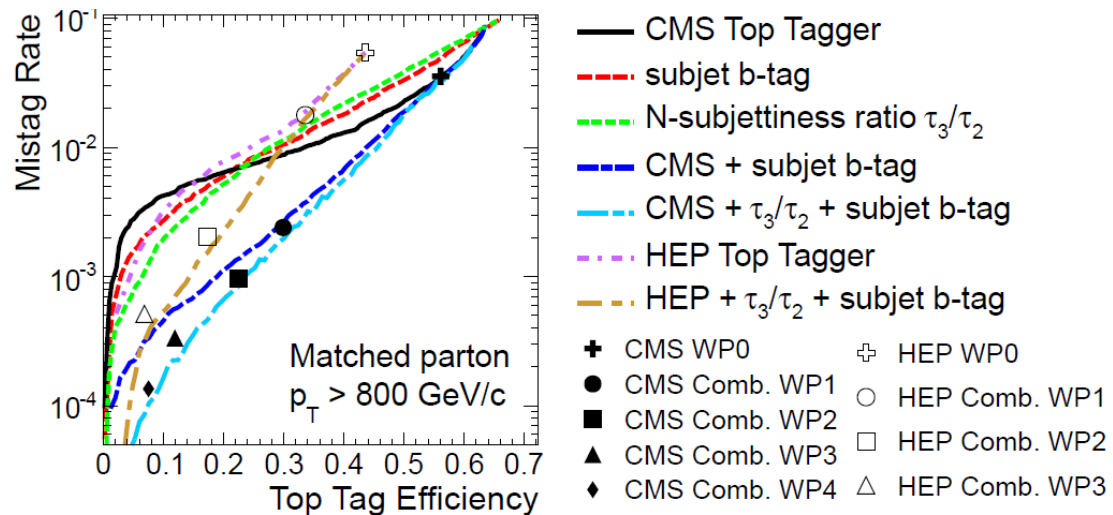 Mistag Rate
10⁻¹
10⁻²
10⁻³
10⁻⁴
Matched parton
p_T > 800 GeV/c
0 0.1 0.2 0.3 0.4 0.5 0.6 0.7
Top Tag Efficiency
CMS Top Tagger
subjet b-tag
N-subjettiness ratio τ₃/τ₂
CMS + subjet b-tag
CMS + τ₃/τ₂ + subjet b-tag
HEP Top Tagger
HEP + τ₃/τ₂ + subjet b-tag
CMS WP0
CMS Comb. WP1
CMS Comb. WP2
CMS Comb. WP3
CMS Comb. WP4
HEP WP0
HEP Comb. WP1
HEP Comb. WP2
HEP Comb. WP3